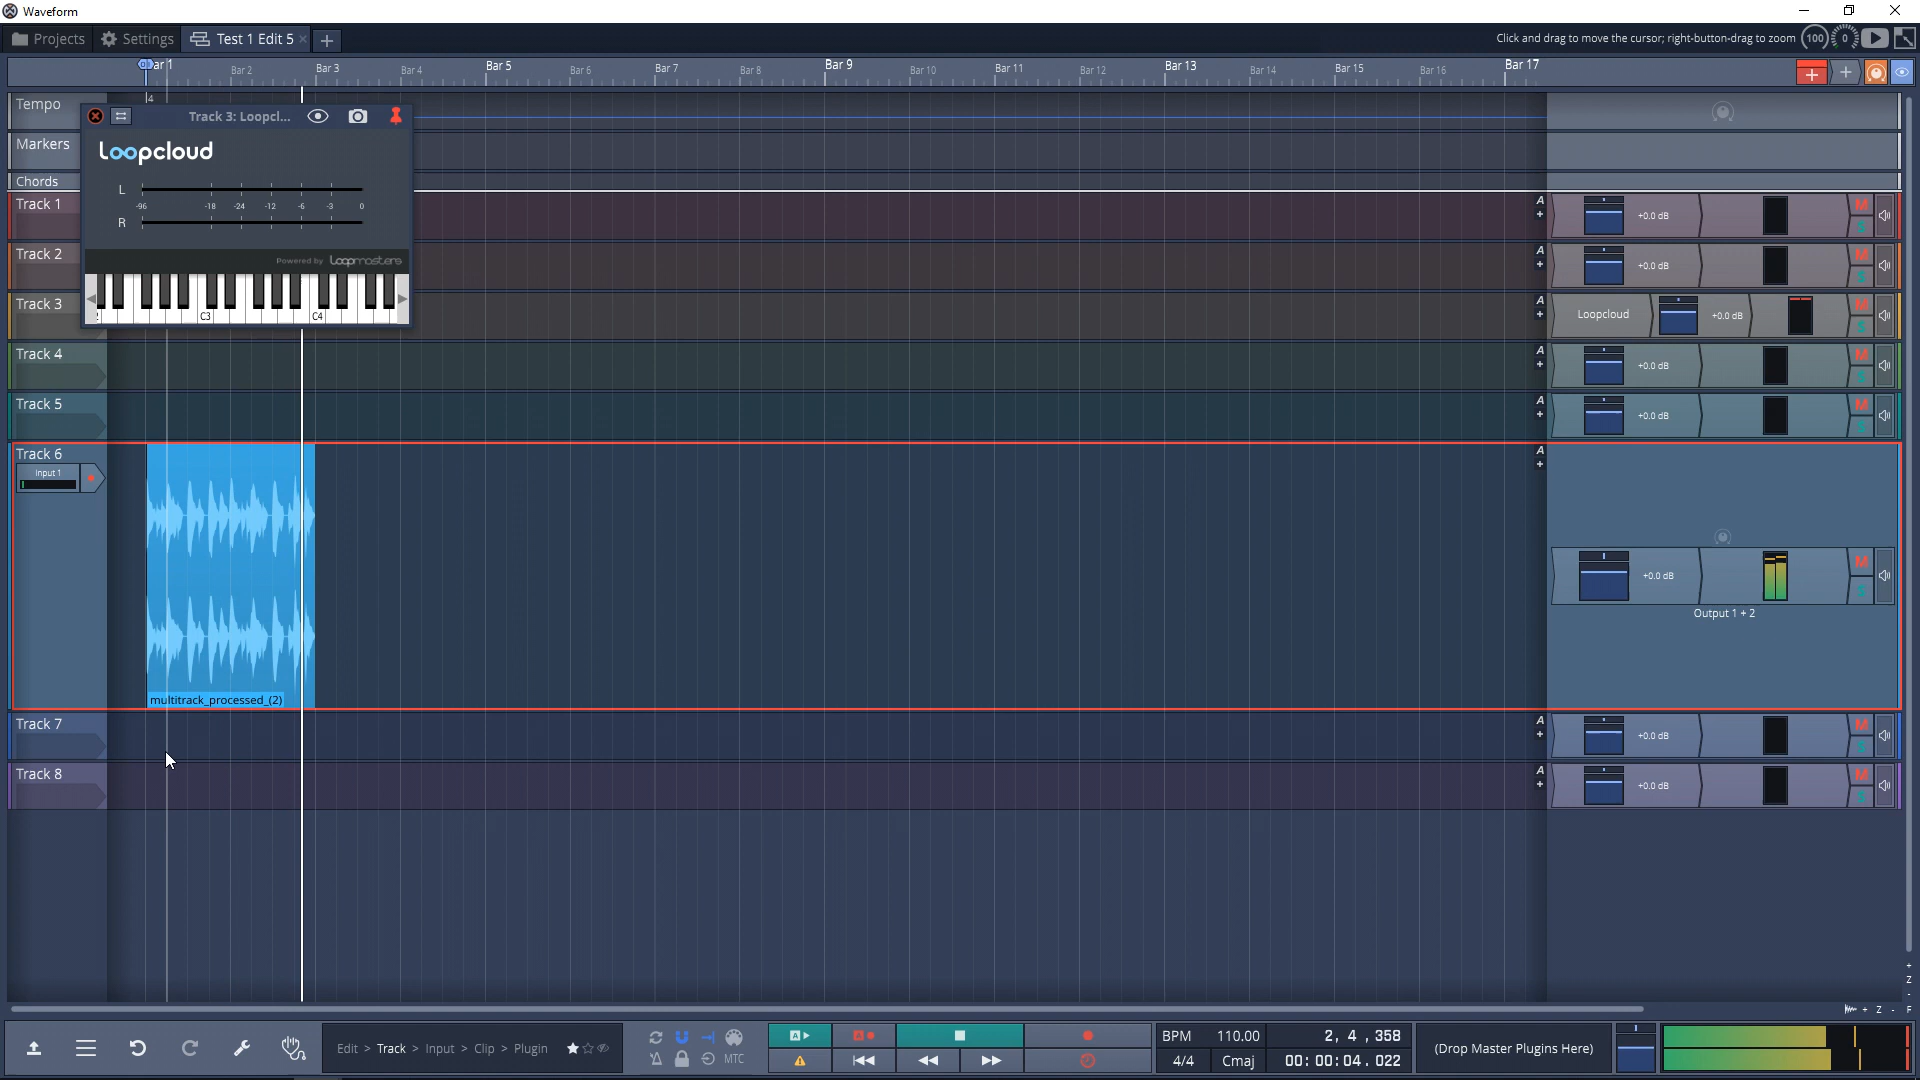 Waveform
Projects
Settings
Test 1 Edit 5
Click and drag to move the cursor; right-button-drag to zoom
100
0
Bar 1
Bar 2
Bar 3
Bar 4
Bar 5
Bar 6
Bar 7
Bar 8
Bar 9
Bar 10
Bar 11
Bar 12
Bar 13
Bar 14
Bar 15
Bar 16
Bar 17
Tempo
Markers
Chords
Track 3: Loopcl...
Loopcloud
L
-96 -18 -24 -12 -6 -3 0
R
Powered by Loopmasters
C3
C4
Track 1
A
+0.0 dB
M
S
Track 2
A
+0.0 dB
M
S
Track 3
A
Loopcloud
+0.0 dB
M
S
Track 4
A
+0.0 dB
M
S
Track 5
A
+0.0 dB
M
S
Track 6
Input 1
A
multitrack_processed_(2)
+0.0 dB
M
S
Output 1 + 2
Track 7
A
+0.0 dB
M
S
Track 8
A
+0.0 dB
M
S
Z
Z
F
Edit > Track > Input > Clip > Plugin
MTC
A
A
BPM 110.00
4/4 Cmaj
2, 4 , 358
00: 00: 04 . 022
(Drop Master Plugins Here)